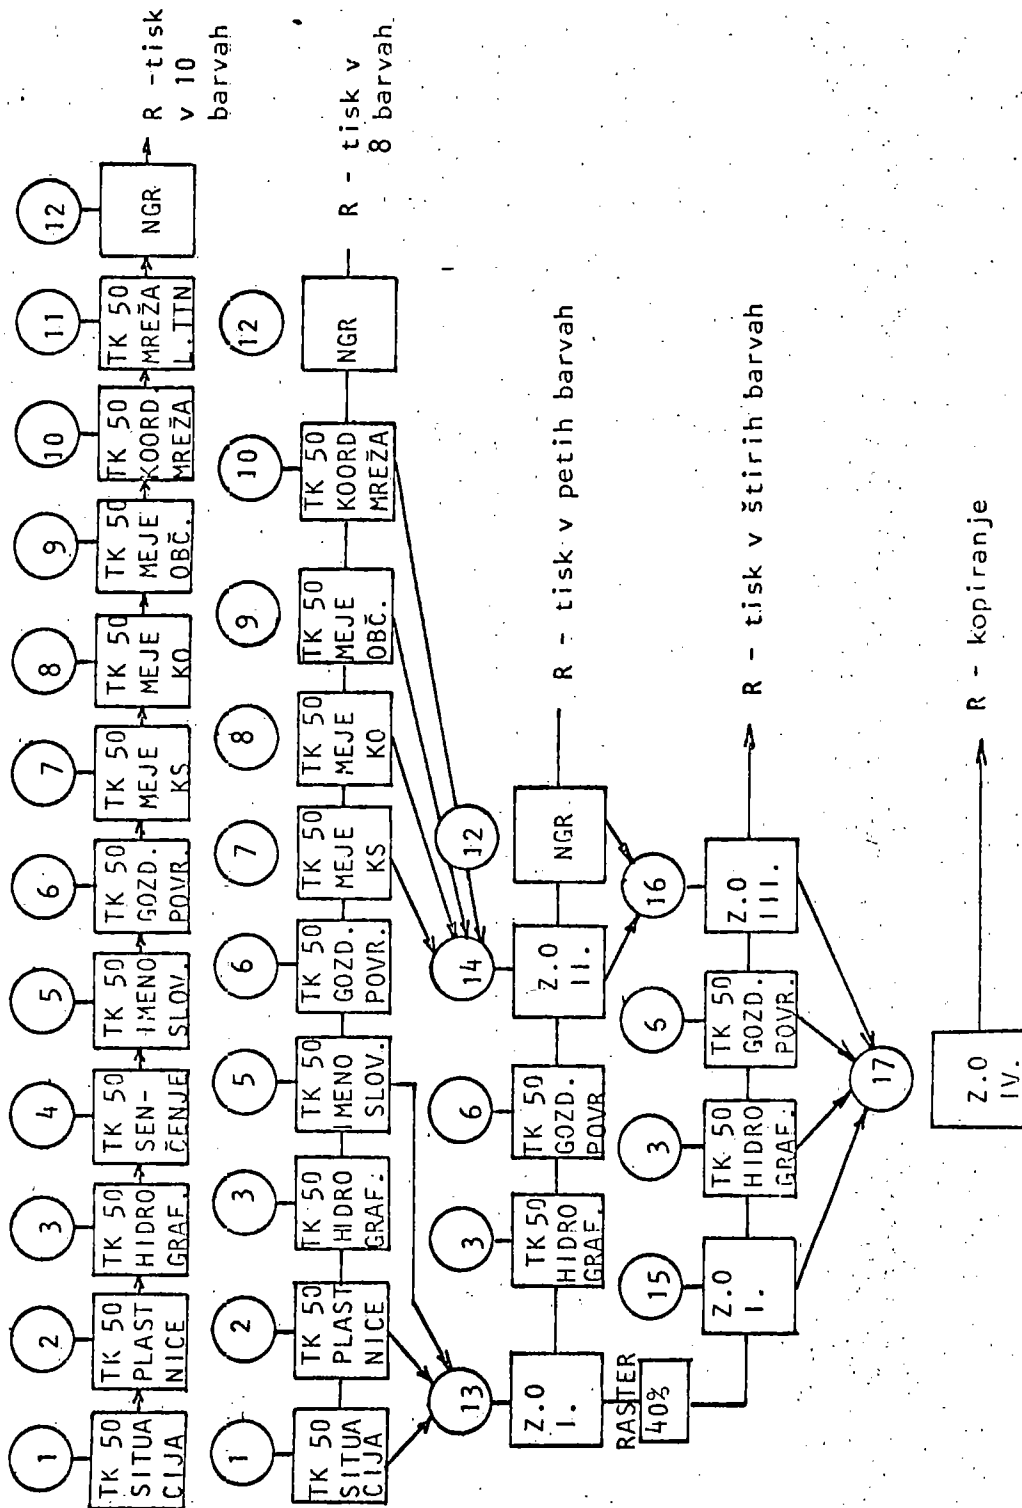 1
2
3
4
5
6
7
8
9
10
11
12
TK 50
SITUA
CIJA
TK 50
PLAST
NICE
TK 50
HIDRO
GRAF.
TK 50
SEN-
ČENJE
TK 50
IMENO
SLOV.
TK 50
GOZD.
POVR.
TK 50
MEJE
KS
TK 50
MEJE
KO
TK 50
MEJE
OBČ.
TK 50
KOORD.
MREŽA
TK 50
MREŽA
L.TTN
NGR
R - tisk
v 10
barvah
1
2
3
5
6
7
8
9
10
12
TK 50
SITUA
CIJA
TK 50
PLAST
NICE
TK 50
HIDRO
GRAF.
TK 50
IMENO
SLOV.
TK 50
GOZD.
POVR.
TK 50
MEJE
KS
TK 50
MEJE
KO
TK 50
MEJE
OBČ.
TK 50
KOORD
MREŽA
NGR
R - tisk v
8 barvah
13
3
6
14
12
Z.O
I.
TK 50
HIDRO
GRAF.
TK 50
GOZD.
POVR
Z.O
II.
NGR
R - tisk v petih barvah
RASTER
40%
15
3
6
16
Z.O
I.
TK 50
HIDRO
GRAF.
TK 50
GOZD.
POVR.
Z.O
III.
R - tisk v štirih barvah
17
Z.O
IV.
R - kopiranje